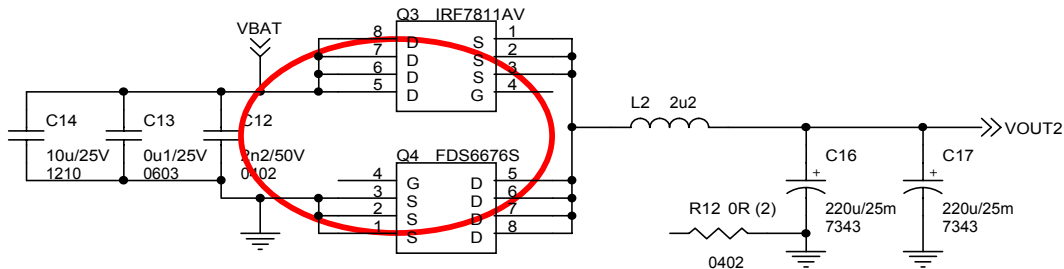 Q3 IRF7811AV
VBAT
8 D S 1
7 D S 2
6 D S 3
5 D G 4
L2 2u2
VOUT2
C14
10u/25V
1210
C13
0u1/25V
0603
C12
2n2/50V
0402
Q4 FDS6676S
4 G D 5
3 S D 6
2 S D 7
1 S D 8
C16
+
220u/25m
7343
C17
+
220u/25m
7343
R12 0R (2)
0402